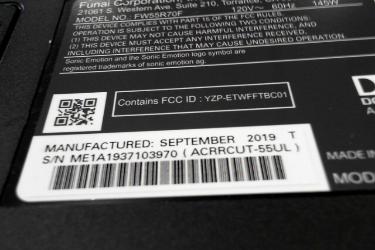 Funai Corporation,
21061 S. Western Ave, Suite 210, Torrance,
MODEL NO.: FW55R70F 120V∼ 60Hz 145W
THIS DEVICE COMPLIES WITH PART 15 OF THE FCC RULES.
OPERATION IS SUBJECT TO THE FOLLOWING TWO CONDITIONS:
(1) THIS DEVICE MAY NOT CAUSE HARMFUL INTERFERENCE, AND
(2) THIS DEVICE MUST ACCEPT ANY INTERFERENCE RECEIVED,
INCLUDING INTERFERENCE THAT MAY CAUSE UNDESIRED OPERATION
Sonic Emotion and the Sonic Emotion logo symbol are
registered trademarks of sonic emotion ag.
Contains FCC ID : YZP-ETWFFTBC01
MANUFACTURED: SEPTEMBER 2019 T
S/N ME1A1937103970 ( ACRRCUT-55UL )
MADE IN
MOD